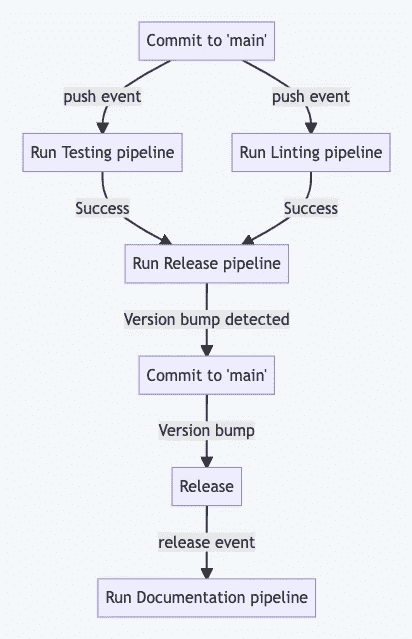 Commit to 'main'
push event
push event
Run Testing pipeline
Run Linting pipeline
Success
Success
Run Release pipeline
Version bump detected
Commit to 'main'
Version bump
Release
release event
Run Documentation pipeline